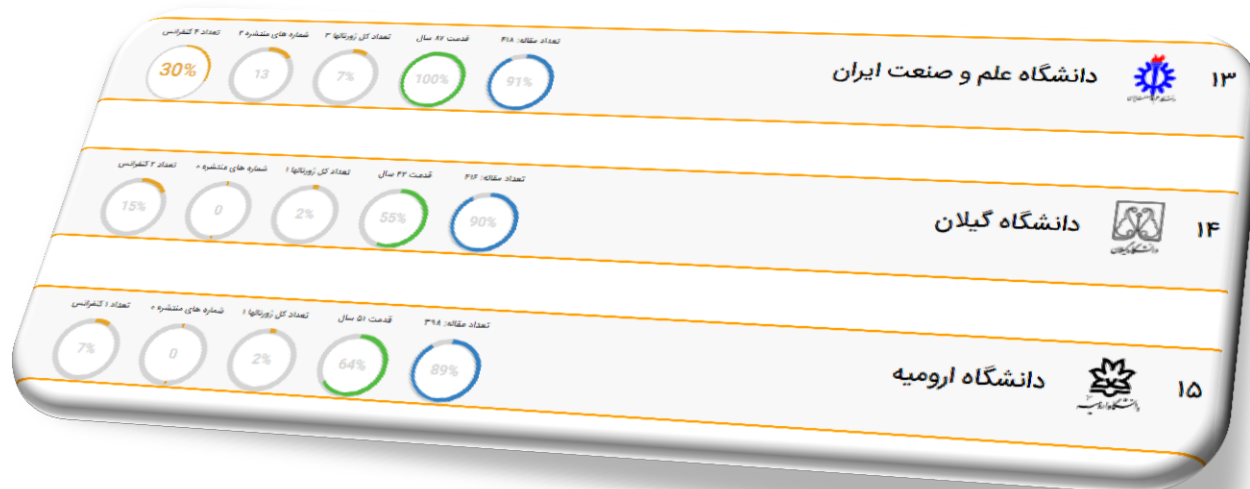 ۱۳
دانشگاه علم و صنعت ایران
تعداد مقاله: ۴۱۸
91%
قدمت ۸۷ سال
100%
تعداد کل ژورنالها ۳
7%
شماره های منتشره ۲
13
تعداد ۴ کنفرانس
30%
۱۴
دانشگاه گیلان
تعداد مقاله: ۴۱۶
90%
قدمت ۴۲ سال
55%
تعداد کل ژورنالها ۱
2%
شماره های منتشره ۰
0
تعداد ۲ کنفرانس
15%
۱۵
دانشگاه ارومیه
تعداد مقاله: ۳۹۸
89%
قدمت ۵۱ سال
64%
تعداد کل ژورنالها ۱
2%
شماره های منتشره ۰
0
تعداد ۱ کنفرانس
7%